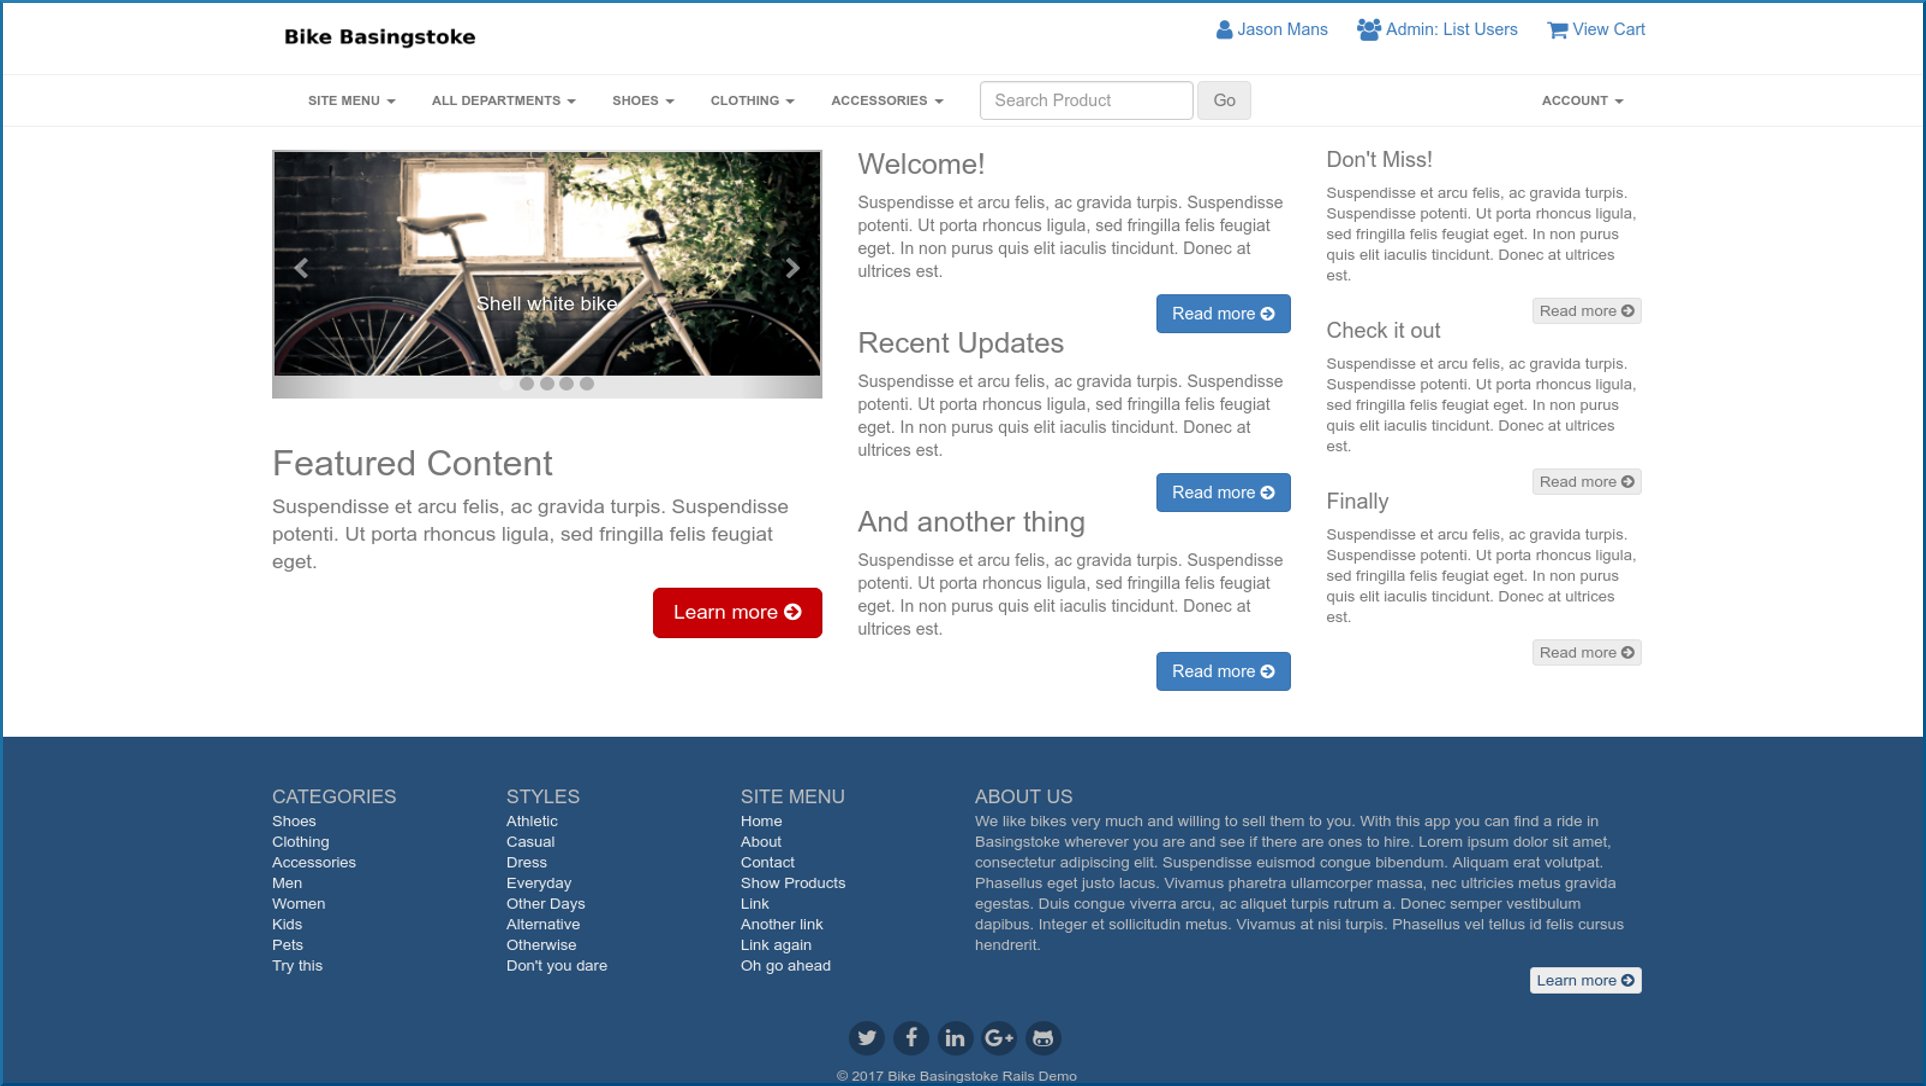 Bike Basingstoke
Jason Mans
Admin: List Users
View Cart
SITE MENU
ALL DEPARTMENTS
SHOES
CLOTHING
ACCESSORIES
Search Product
Go
ACCOUNT
Shell white bike
Featured Content
Suspendisse et arcu felis, ac gravida turpis. Suspendisse
potenti. Ut porta rhoncus ligula, sed fringilla felis feugiat
eget.
Learn more
Welcome!
Suspendisse et arcu felis, ac gravida turpis. Suspendisse
potenti. Ut porta rhoncus ligula, sed fringilla felis feugiat
eget. In non purus quis elit iaculis tincidunt. Donec at
ultrices est.
Read more
Recent Updates
Suspendisse et arcu felis, ac gravida turpis. Suspendisse
potenti. Ut porta rhoncus ligula, sed fringilla felis feugiat
eget. In non purus quis elit iaculis tincidunt. Donec at
ultrices est.
Read more
And another thing
Suspendisse et arcu felis, ac gravida turpis. Suspendisse
potenti. Ut porta rhoncus ligula, sed fringilla felis feugiat
eget. In non purus quis elit iaculis tincidunt. Donec at
ultrices est.
Read more
Don't Miss!
Suspendisse et arcu felis, ac gravida turpis.
Suspendisse potenti. Ut porta rhoncus ligula,
sed fringilla felis feugiat eget. In non purus
quis elit iaculis tincidunt. Donec at ultrices
est.
Read more
Check it out
Suspendisse et arcu felis, ac gravida turpis.
Suspendisse potenti. Ut porta rhoncus ligula,
sed fringilla felis feugiat eget. In non purus
quis elit iaculis tincidunt. Donec at ultrices
est.
Read more
Finally
Suspendisse et arcu felis, ac gravida turpis.
Suspendisse potenti. Ut porta rhoncus ligula,
sed fringilla felis feugiat eget. In non purus
quis elit iaculis tincidunt. Donec at ultrices
est.
Read more
CATEGORIES
Shoes
Clothing
Accessories
Men
Women
Kids
Pets
Try this
STYLES
Athletic
Casual
Dress
Everyday
Other Days
Alternative
Otherwise
Don't you dare
SITE MENU
Home
About
Contact
Show Products
Link
Another link
Link again
Oh go ahead
ABOUT US
We like bikes very much and willing to sell them to you. With this app you can find a ride in
Basingstoke wherever you are and see if there are ones to hire. Lorem ipsum dolor sit amet,
consectetur adipiscing elit. Suspendisse euismod congue bibendum. Aliquam erat volutpat.
Phasellus eget justo lacus. Vivamus pharetra ullamcorper massa, nec ultricies metus gravida
egestas. Duis congue viverra arcu, ac aliquet turpis rutrum a. Donec semper vestibulum
dapibus. Integer et sollicitudin metus. Vivamus at nisi turpis. Phasellus vel tellus id felis cursus
hendrerit.
Learn more
© 2017 Bike Basingstoke Rails Demo